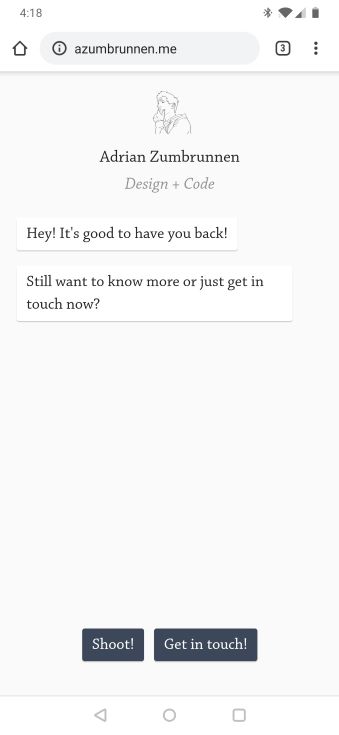 4:18
azumbrunnen.me
3
Adrian Zumbrunnen
Design + Code
Hey! It's good to have you back!
Still want to know more or just get in
touch now?
Shoot!
Get in touch!